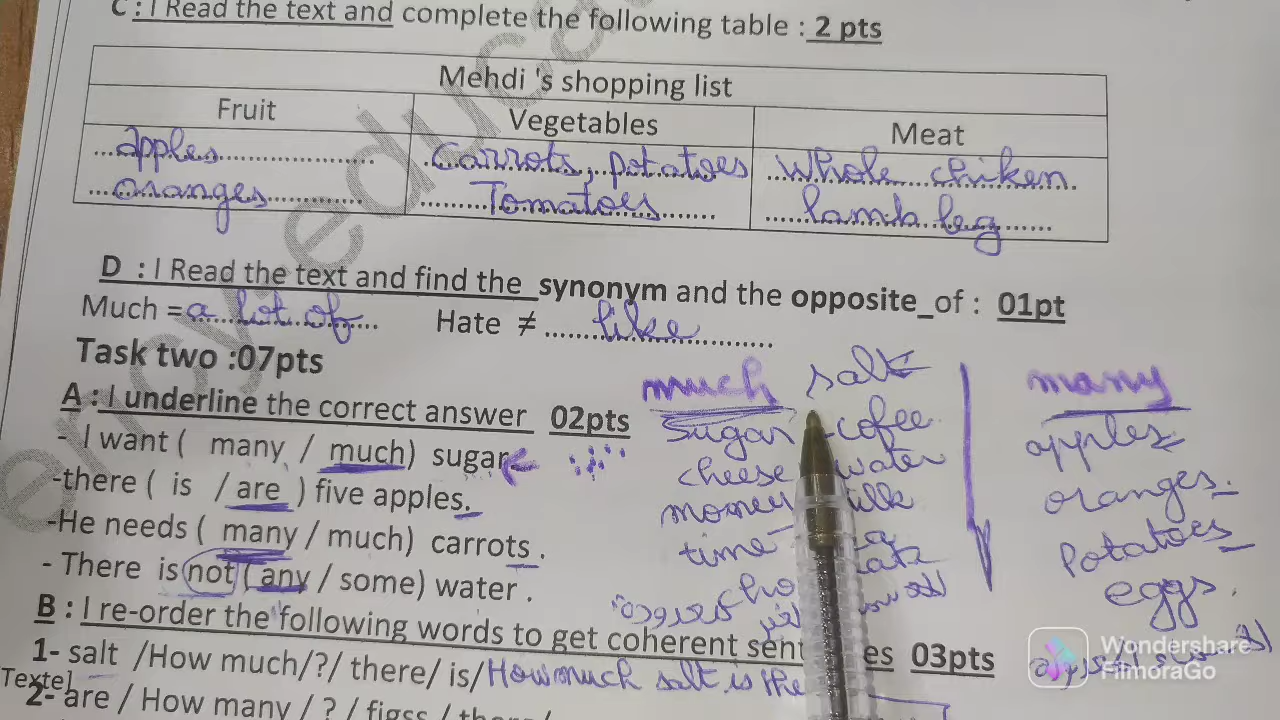 C : I Read the text and complete the following table : 2 pts
Mehdi 's shopping list
Fruit Vegetables Meat
apples Carrots, potatoes Whole chiken
oranges Tomatoes lamb leg
D : I Read the text and find the synonym and the opposite of : 01pt
Much = a lot of Hate ≠ like
Task two :07pts
much salt many
A : I underline the correct answer 02pts
sugar - cofee apples
- I want ( many / much) sugar
cheese water
-there ( is / are ) five apples.
money oranges
-He needs ( many / much) carrots .
time potatoes
- There is not ( any / some) water .
eggs
B : I re-order the following words to get coherent sent es 03pts
1- salt /How much/?/ there/ is/ How much salt is the
Wondershare
FilmoraGo
Texte]
2- are / How many / ? / figss / there/